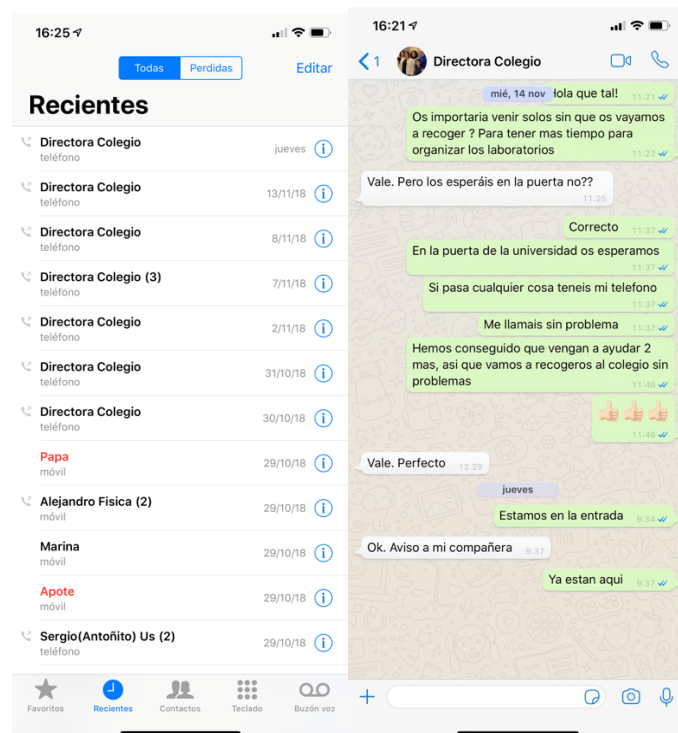 16:25
Todas
Perdidas
Editar
Recientes
Directora Colegio
jueves
teléfono
Directora Colegio
13/11/18
teléfono
Directora Colegio
8/11/18
teléfono
Directora Colegio (3)
7/11/18
teléfono
Directora Colegio
2/11/18
teléfono
Directora Colegio
31/10/18
teléfono
Directora Colegio
30/10/18
teléfono
Papa
29/10/18
móvil
Alejandro Fisica (2)
29/10/18
móvil
Marina
29/10/18
móvil
Apote
29/10/18
móvil
Sergio(Antoñito) Us (2)
29/10/18
teléfono
Favoritos
Recientes
Contactos
Teclado
Buzón voz
16:21
1
Directora Colegio
mié, 14 nov
Hola que tal!
11:21
Os importaria venir solos sin que os vayamos
a recoger ? Para tener mas tiempo para
organizar los laboratorios
11:22
Vale. Pero los esperáis en la puerta no??
11:25
Correcto
11:37
En la puerta de la universidad os esperamos
11:37
Si pasa cualquier cosa teneis mi telefono
11:37
Me llamais sin problema
11:37
Hemos conseguido que vengan a ayudar 2
mas, asi que vamos a recogeros al colegio sin
problemas
11:46
11:46
Vale. Perfecto
12:29
jueves
Estamos en la entrada
9:34
Ok. Aviso a mi compañera
9:37
Ya estan aqui
9:37